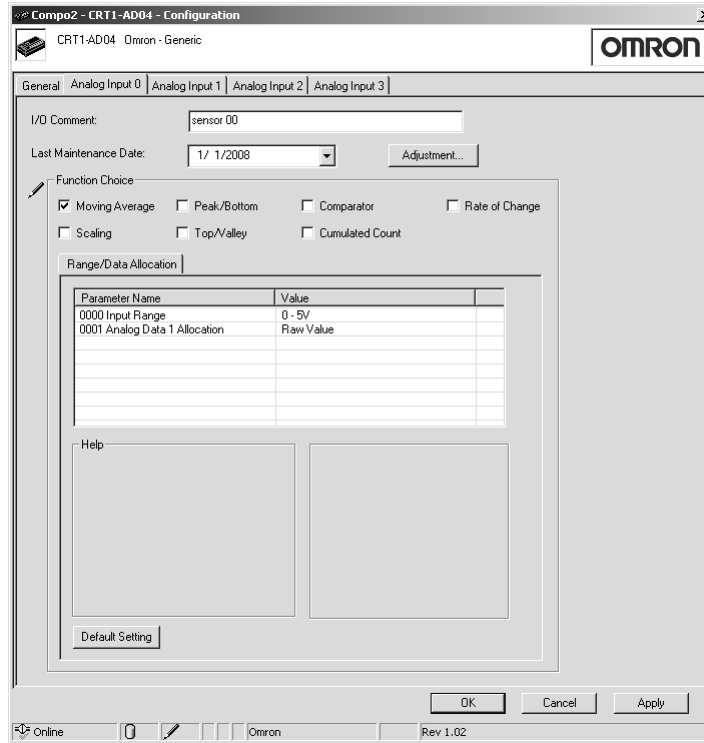 Compo2 - CRT1-AD04 - Configuration
CRT1-AD04 Omron - Generic
OMRON
General Analog Input 0 Analog Input 1 Analog Input 2 Analog Input 3
I/O Comment: sensor 00
Last Maintenance Date: 1/ 1/2008 Adjustment...
Function Choice
Moving Average Peak/Bottom Comparator Rate of Change
Scaling Top/Valley Cumulated Count
Range/Data Allocation
Parameter Name Value
0000 Input Range 0 - 5V
0001 Analog Data 1 Allocation Raw Value
Help
Default Setting
OK Cancel Apply
Online Omron Rev 1.02